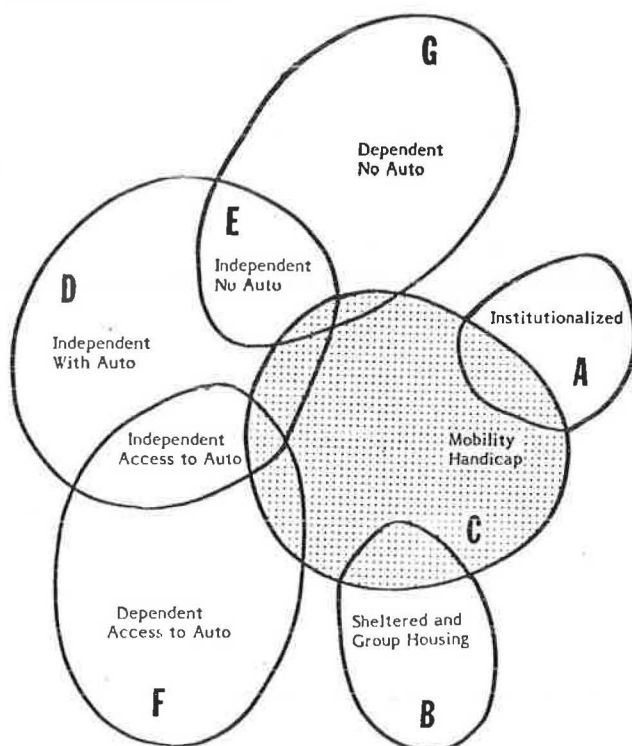 G
Dependent
No Auto
E
Independent
No Auto
D
Independent
With Auto
Institutionalized
A
Independent
Access to Auto
Mobility
Handicap
C
Dependent
Access to Auto
F
Sheltered and
Group Housing
B